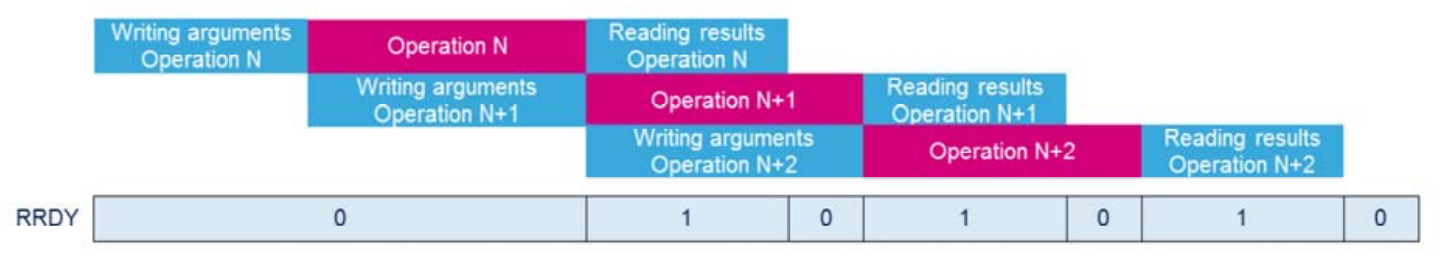 Writing arguments
Operation N
Operation N
Reading results
Operation N
Writing arguments
Operation N+1
Operation N+1
Reading results
Operation N+1
Writing arguments
Operation N+2
Operation N+2
Reading results
Operation N+2
RRDY 0 1 0 1 0 1 0